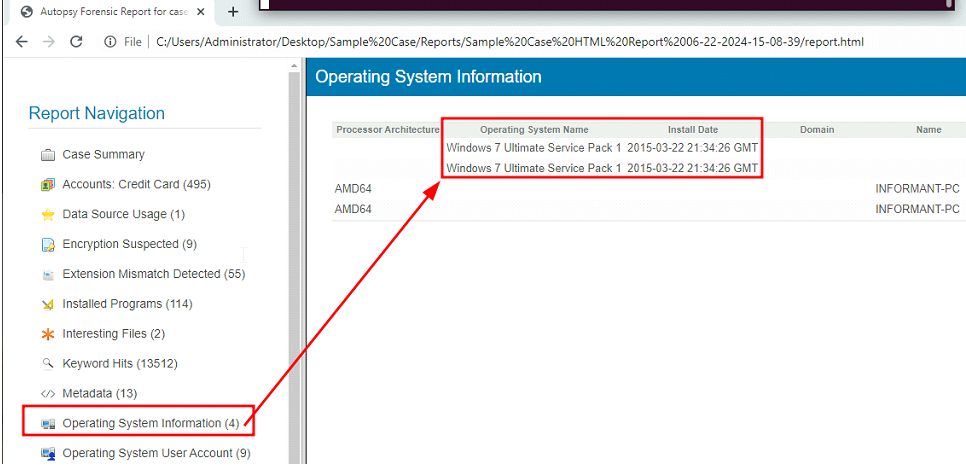 Autopsy Forensic Report for case
File | C:/Users/Administrator/Desktop/Sample%20Case/Reports/Sample%20Case%20HTML%20Report%2006-22-2024-15-08-39/report.html
Report Navigation
Case Summary
Accounts: Credit Card (495)
Data Source Usage (1)
Encryption Suspected (9)
Extension Mismatch Detected (55)
Installed Programs (114)
Interesting Files (2)
Keyword Hits (13512)
Metadata (13)
Operating System Information (4)
Operating System User Account (9)
Operating System Information
Processor Architecture Operating System Name Install Date Domain Name
Windows 7 Ultimate Service Pack 1 2015-03-22 21:34:26 GMT
Windows 7 Ultimate Service Pack 1 2015-03-22 21:34:26 GMT
AMD64 INFORMANT-PC
AMD64 INFORMANT-PC